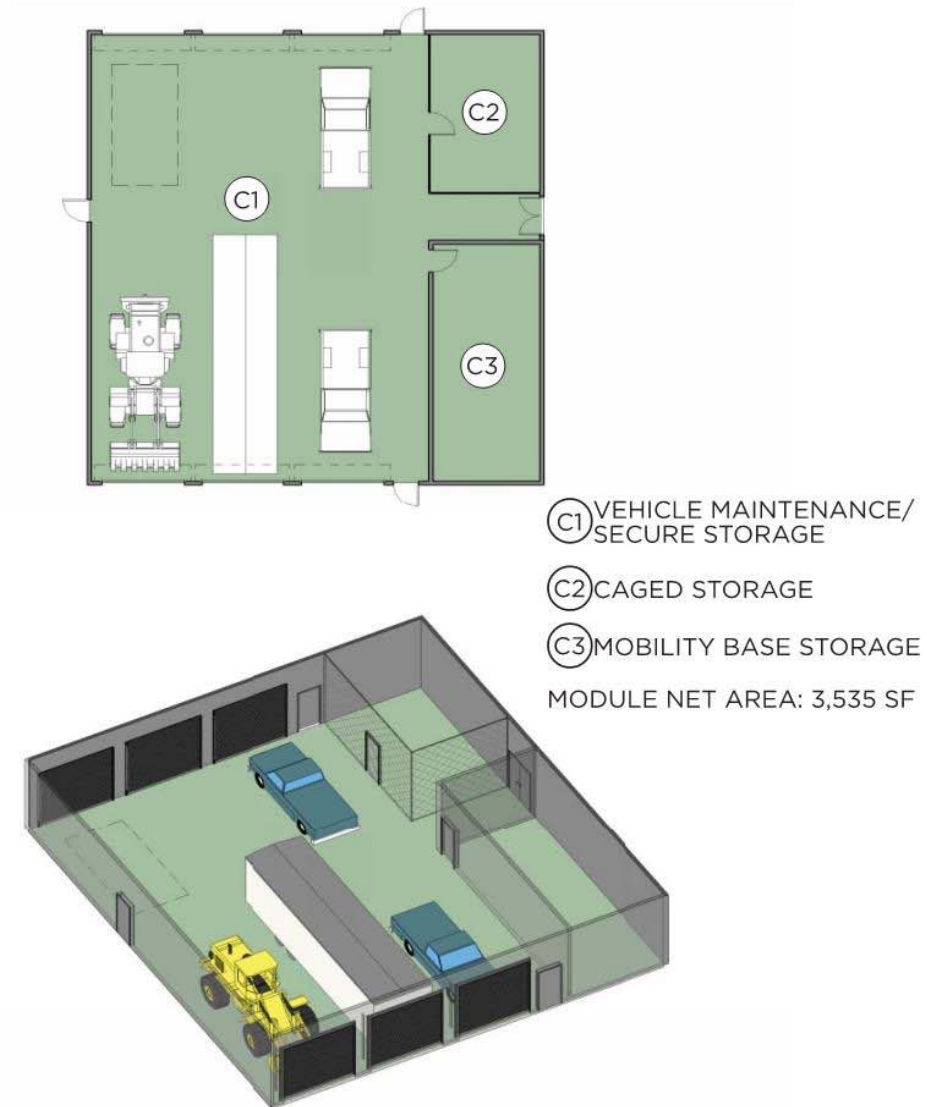 C2
C1
C3
C1 VEHICLE MAINTENANCE/
SECURE STORAGE
C2 CAGED STORAGE
C3 MOBILITY BASE STORAGE
MODULE NET AREA: 3,535 SF